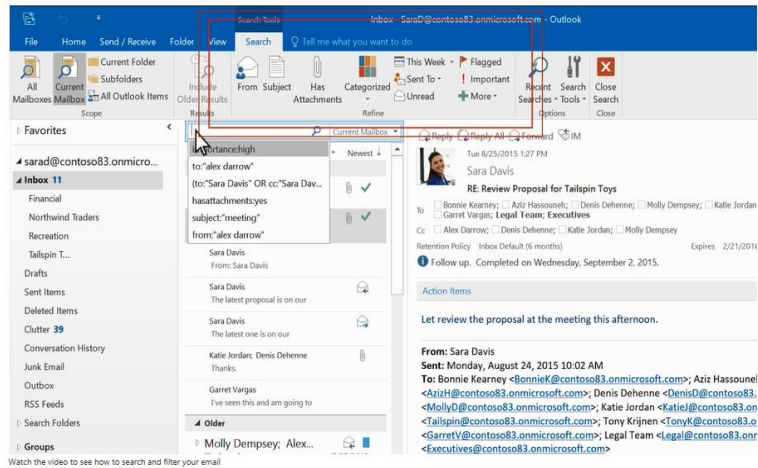 Search Tools
Inbox - SaraD@contoso83.onmicrosoft.com - Outlook
File Home Send / Receive Folder View Search Tell me what you want to do
All Mailboxes
Current Mailbox
Current Folder
Subfolders
All Outlook Items
Scope
Include Older Results
Results
From
Subject
Has Attachments
Categorized
This Week
Sent To
Unread
Flagged
! Important
More
Refine
Recent Searches
Search Tools
Options
Close Search
Close
Favorites
sarad@contoso83.onmicro...
Inbox 11
Financial
Northwind Traders
Recreation
Tailspin T...
Drafts
Sent Items
Deleted Items
Clutter 39
Conversation History
Junk Email
Outbox
RSS Feeds
Search Folders
Groups
Current Mailbox
Newest ↓
importance:high
to:"alex darrow"
(to:"Sara Davis" OR cc:"Sara Dav...
hasattachments:yes
subject:"meeting"
from:"alex darrow"
Sara Davis
From: Sara Davis
Sara Davis
The latest proposal is on our
Sara Davis
The latest one is on our
Katie Jordan; Denis Dehenne
Thanks.
Garret Vargas
I've seen this and am going to
Older
Molly Dempsey; Alex...
Reply Reply All Forward IM
Tue 8/25/2015 1:27 PM
Sara Davis
RE: Review Proposal for Tailspin Toys
To Bonnie Kearney; Aziz Hassouneh; Denis Dehenne; Molly Dempsey; Katie Jordan
Garret Vargas; Legal Team; Executives
Cc Alex Darrow; Denis Dehenne; Katie Jordan; Molly Dempsey
Retention Policy Inbox Default (6 months) Expires 2/21/2016
Follow up. Completed on Wednesday, September 2, 2015.
Action Items
Let review the proposal at the meeting this afternoon.
From: Sara Davis
Sent: Monday, August 24, 2015 10:02 AM
To: Bonnie Kearney <BonnieK@contoso83.onmicrosoft.com>; Aziz Hassounel
<AzizH@contoso83.onmicrosoft.com>; Denis Dehenne <DenisD@contoso83.
<MollyD@contoso83.onmicrosoft.com>; Katie Jordan <KatieJ@contoso83.on
<Tailspin@contoso83.onmicrosoft.com>; Tony Krijnen <TonyK@contoso83.o
<GarretV@contoso83.onmicrosoft.com>; Legal Team <Legal@contoso83.onr
<Executives@contoso83.onmicrosoft.com>
Watch the video to see how to search and filter your email